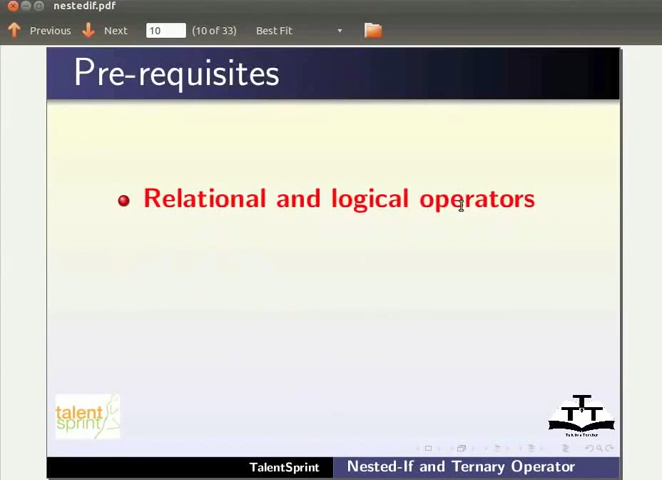 nestedif.pdf
Previous Next 10 (10 of 33) Best Fit
Pre-requisites
Relational and logical operators
talent
sprint
TalentSprint Nested-If and Ternary Operator